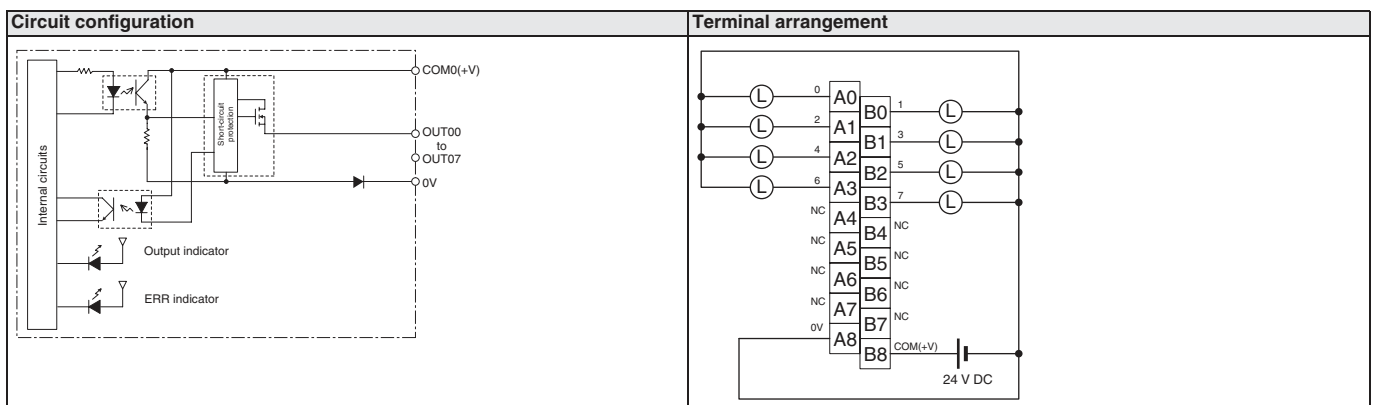 Circuit configuration
Terminal arrangement
COM0(+V)
Short-circuit
protection
OUT00
to
OUT07
0V
Internal circuits
Output indicator
ERR indicator
L 0 A0
B0 1 L
L 2 A1
B1 3 L
L 4 A2
B2 5 L
L 6 A3
B3 7 L
NC A4
B4 NC
NC A5
B5 NC
NC A6
B6 NC
NC A7
B7 NC
0V A8
B8 COM(+V)
24 V DC